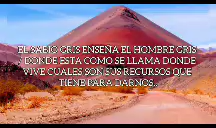 EL SABIO GRIS ENSEÑA EL HOMBRE GRIS
/ DONDE ESTA COMO SE LLAMA DONDE
VIVE CUALES SON SUS RECURSOS QUE
TIENE PARA DARNOS..